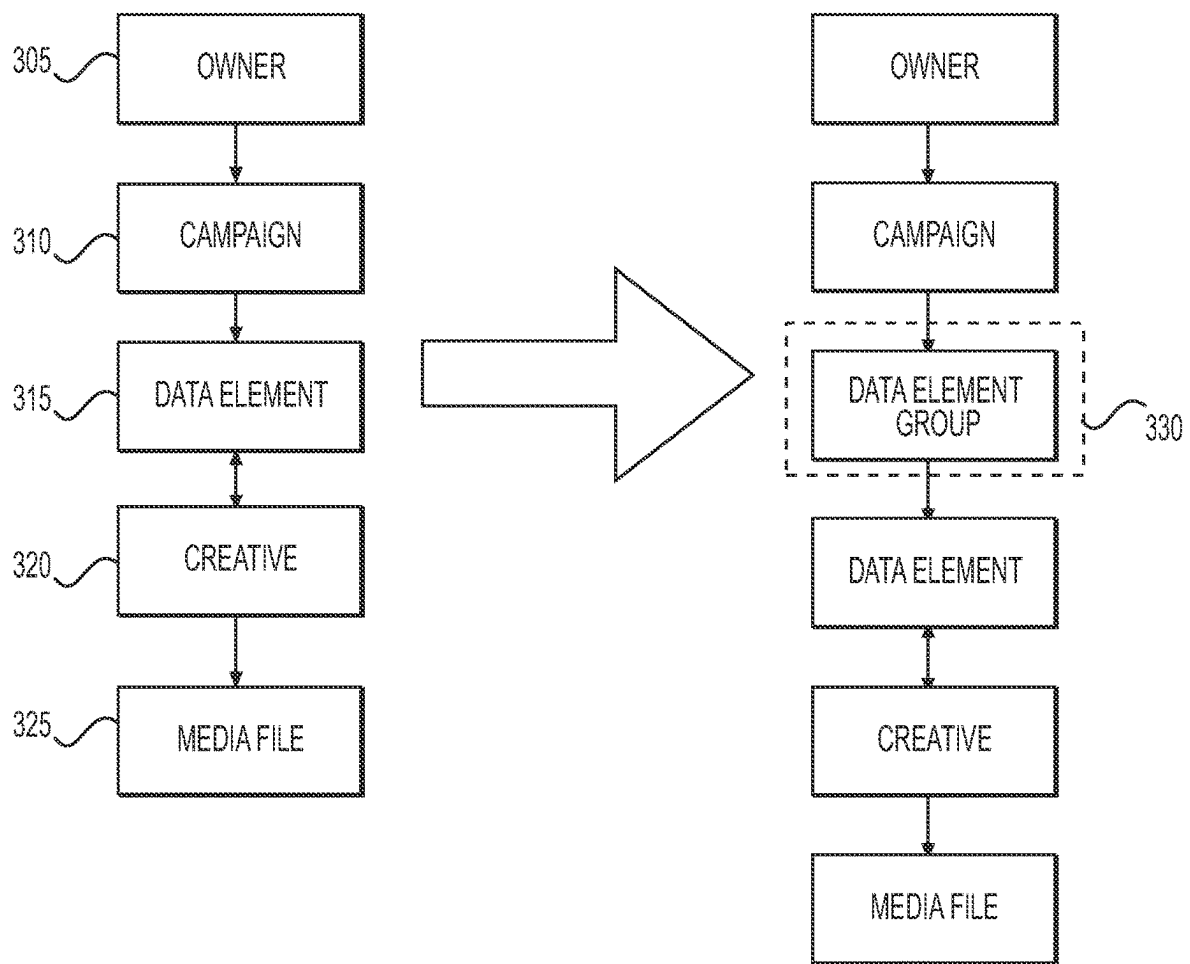 305
OWNER
310
CAMPAIGN
315
DATA ELEMENT
320
CREATIVE
325
MEDIA FILE
OWNER
CAMPAIGN
DATA ELEMENT
GROUP
330
DATA ELEMENT
CREATIVE
MEDIA FILE